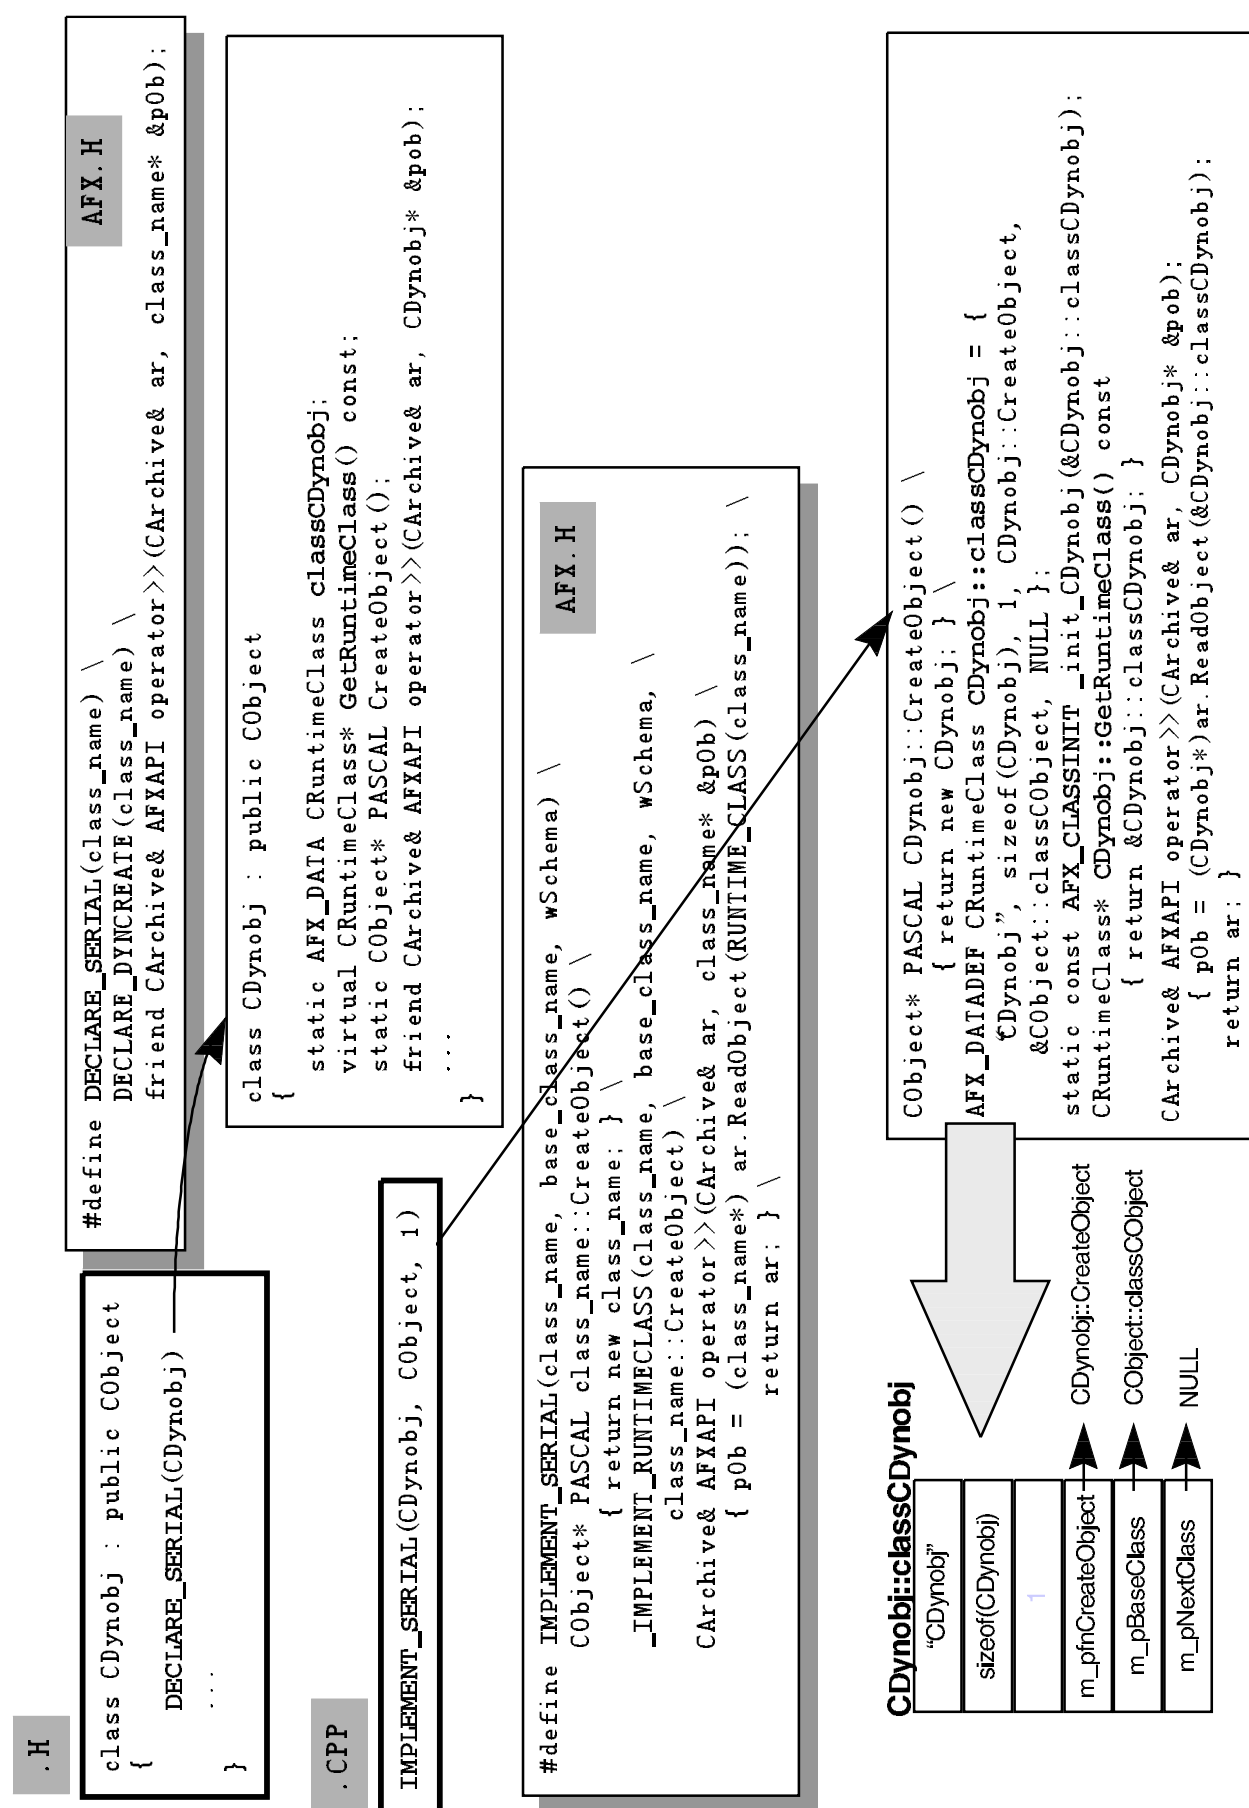 .H
class CDynobj : public CObject
{
DECLARE_SERIAL(CDynobj)
...
}
AFX.H
#define DECLARE_SERIAL(class_name) \
DECLARE_DYNCREATE(class_name) \
friend CArchive& AFXAPI operator>>(CArchive& ar, class_name* &pOb);
class CDynobj : public CObject
{
static AFX_DATA CRuntimeClass classCDynobj;
virtual CRuntimeClass* GetRuntimeClass() const;
static CObject* PASCAL CreateObject();
friend CArchive& AFXAPI operator>>(CArchive& ar, CDynobj* &pob);
...
}
.CPP
IMPLEMENT_SERIAL(CDynobj, CObject, 1)
AFX.H
#define IMPLEMENT_SERIAL(class_name, base_class_name, wSchema) \
CObject* PASCAL class_name::CreateObject() \
{ return new class_name; } \
_IMPLEMENT_RUNTIMECLASS(class_name, base_class_name, wSchema, \
class_name::CreateObject) \
CArchive& AFXAPI operator>>(CArchive& ar, class_name* &pOb) \
{ pOb = (class_name*) ar.ReadObject(RUNTIME_CLASS(class_name)); \
return ar; } \
CObject* PASCAL CDynobj::CreateObject() \
{ return new CDynobj; } \
AFX_DATADEF CRuntimeClass CDynobj::classCDynobj = {
“CDynobj”, sizeof(CDynobj), 1, CDynobj::CreateObject,
&CObject::classCObject, NULL };
static const AFX_CLASSINIT _init_CDynobj(&CDynobj::classCDynobj);
CRuntimeClass* CDynobj::GetRuntimeClass() const
{ return &CDynobj::classCDynobj; }
CArchive& AFXAPI operator>>(CArchive& ar, CDynobj* &pob);
{ pOb = (CDynobj*)ar.ReadObject(&CDynobj::classCDynobj);
return ar; }
CDynobj::classCDynobj
“CDynobj”
sizeof(CDynobj)
1
m_pfnCreateObject CDynobj::CreateObject
m_pBaseClass CObject::classCObject
m_pNextClass NULL